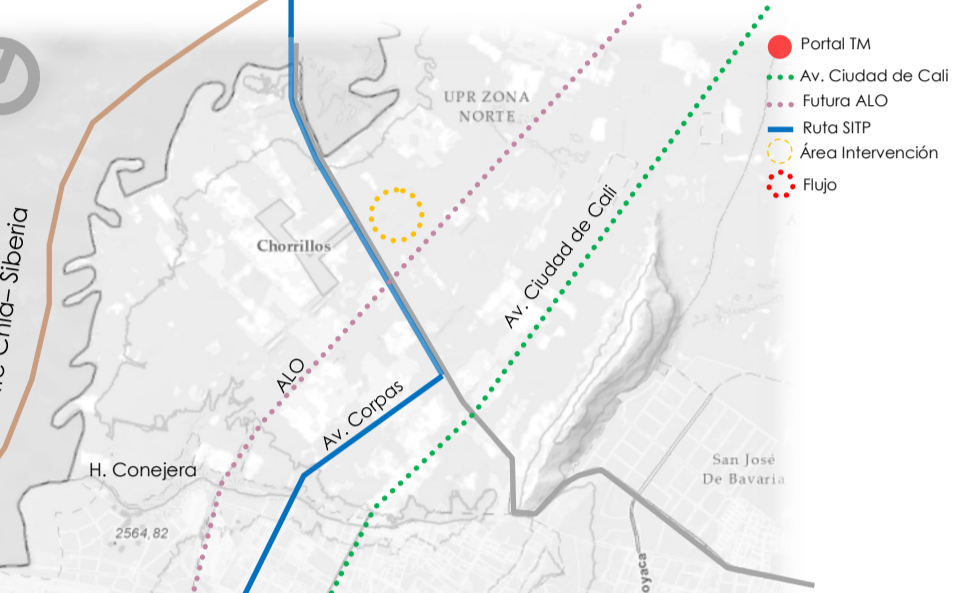 Portal TM
Av. Ciudad de Cali
Futura ALO
Ruta SITP
Área Intervención
Flujo
UPR ZONA
NORTE
Chorrillos
Av. Ciudad de Cali
Siberia
ALO
Av. Corpas
H. Conejera
San José
De Bavaria
2564,82
oyaca